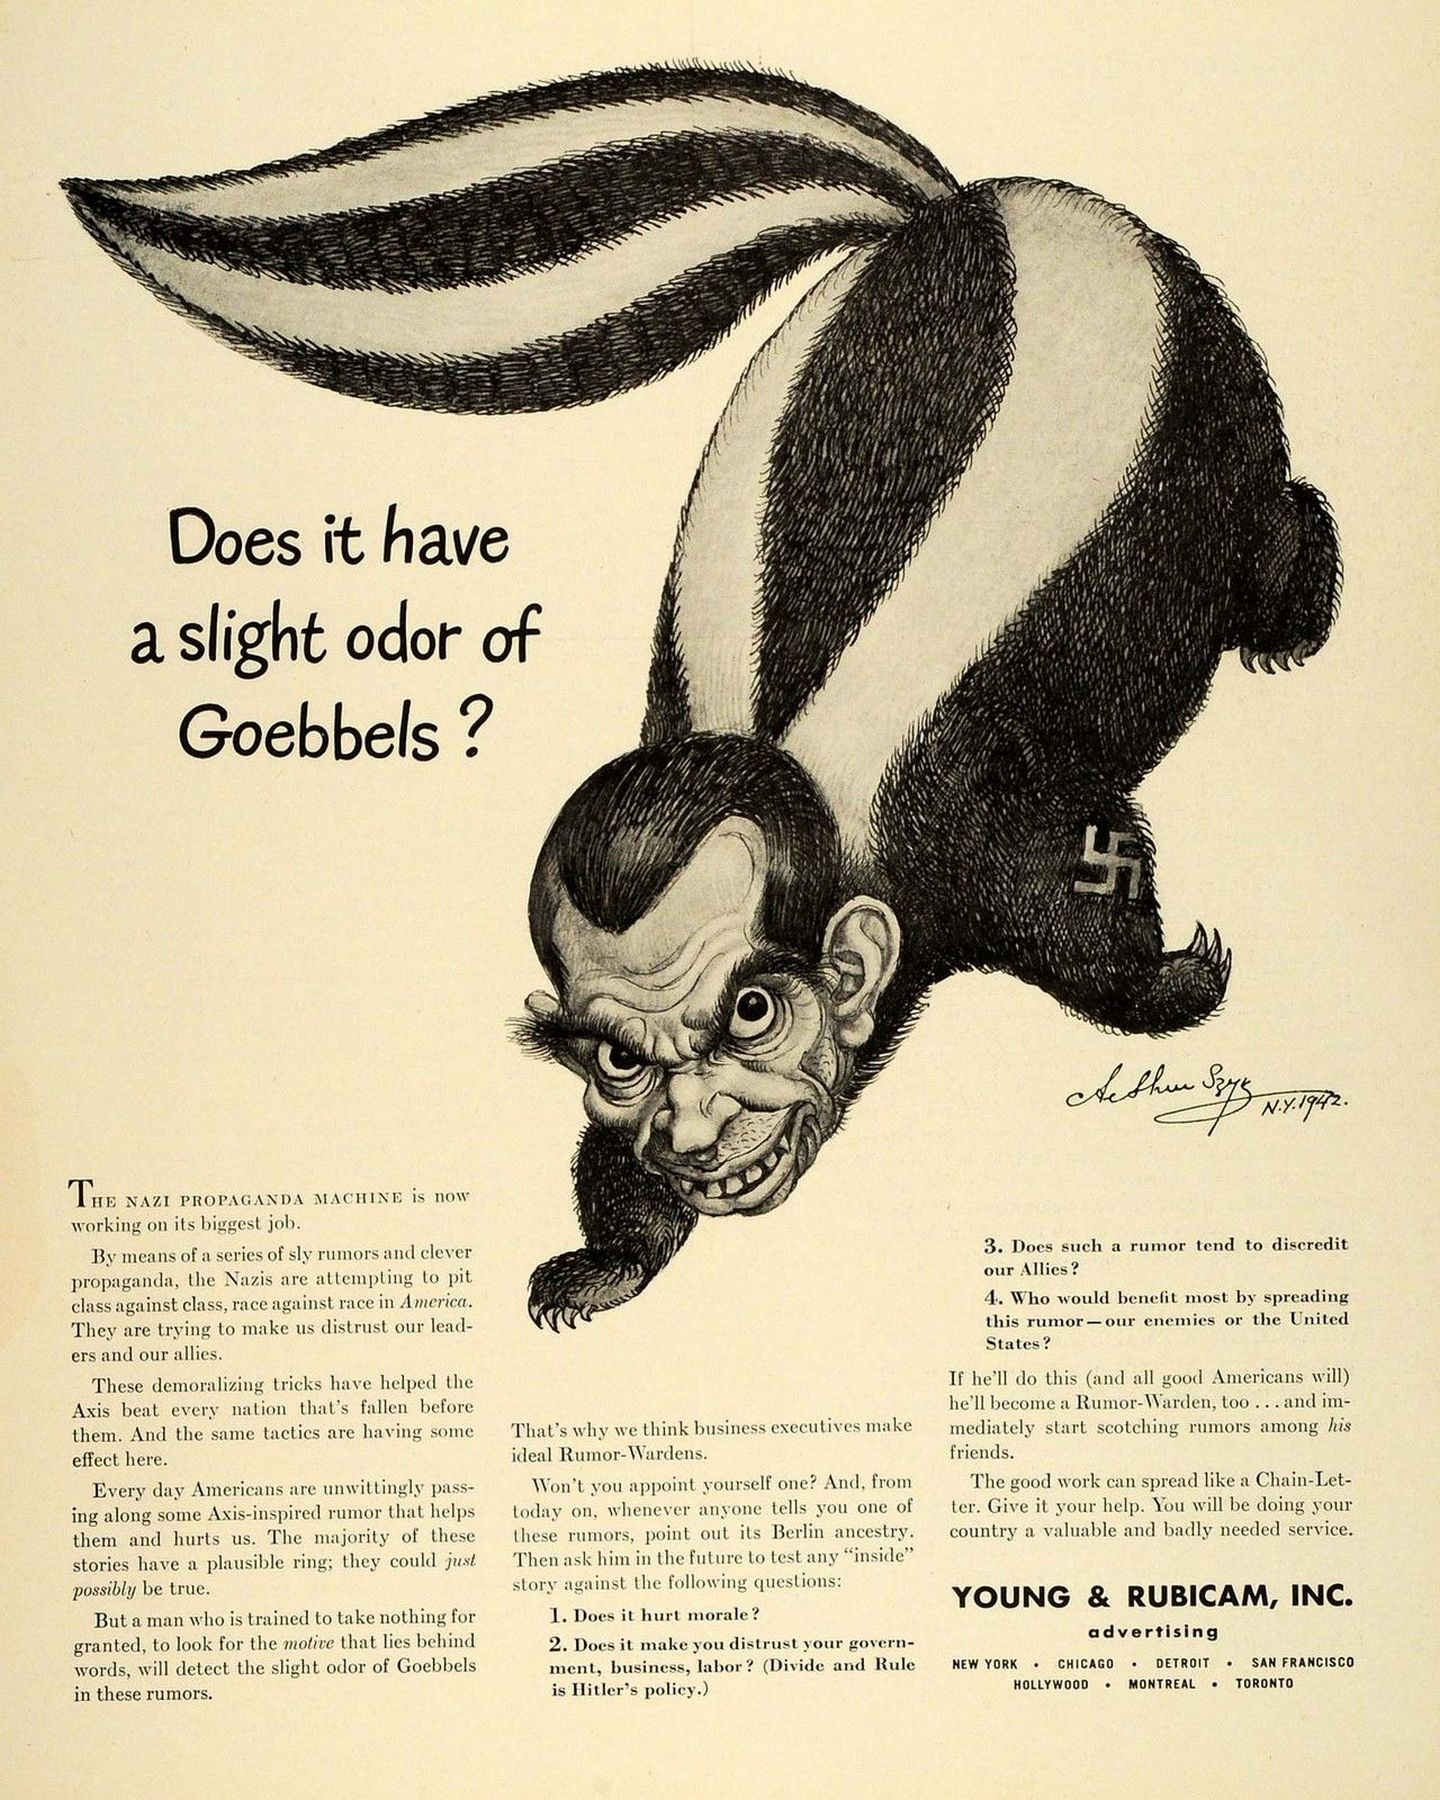 Does it have
a slight odor of
Goebbels?
Arthur Szyk
N.Y. 1942.
THE NAZI PROPAGANDA MACHINE is now
working on its biggest job.
By means of a series of sly rumors and clever
propaganda, the Nazis are attempting to pit
class against class, race against race in America.
They are trying to make us distrust our lead-
ers and our allies.
These demoralizing tricks have helped the
Axis beat every nation that's fallen before
them. And the same tactics are having some
effect here.
Every day Americans are unwittingly pass-
ing along some Axis-inspired rumor that helps
them and hurts us. The majority of these
stories have a plausible ring; they could just
possibly be true.
But a man who is trained to take nothing for
granted, to look for the motive that lies behind
words, will detect the slight odor of Goebbels
in these rumors.
That's why we think business executives make
ideal Rumor-Wardens.
Won't you appoint yourself one? And, from
today on, whenever anyone tells you one of
these rumors, point out its Berlin ancestry.
Then ask him in the future to test any "inside"
story against the following questions:
1. Does it hurt morale?
2. Does it make you distrust your govern-
ment, business, labor? (Divide and Rule
is Hitler's policy.)
3. Does such a rumor tend to discredit
our Allies?
4. Who would benefit most by spreading
this rumor—our enemies or the United
States?
If he'll do this (and all good Americans will)
he'll become a Rumor-Warden, too . . . and im-
mediately start scotching rumors among his
friends.
The good work can spread like a Chain-Let-
ter. Give it your help. You will be doing your
country a valuable and badly needed service.
YOUNG & RUBICAM, INC.
advertising
NEW YORK • CHICAGO • DETROIT • SAN FRANCISCO
HOLLYWOOD • MONTREAL • TORONTO